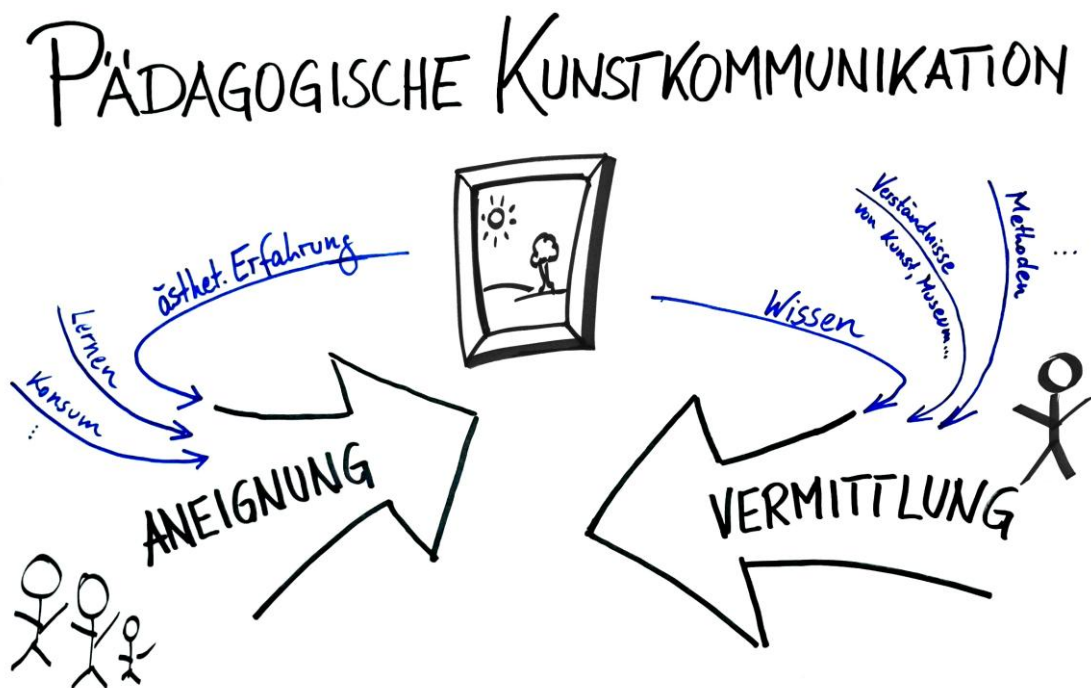 PÄDAGOGISCHE KUNSTKOMMUNIKATION
ästhet. Erfahrung
Lernen
Konsum
...
Wissen
Verständnisse
von Kunst, Museum...
Methoden
...
ANEIGNUNG
VERMITTLUNG